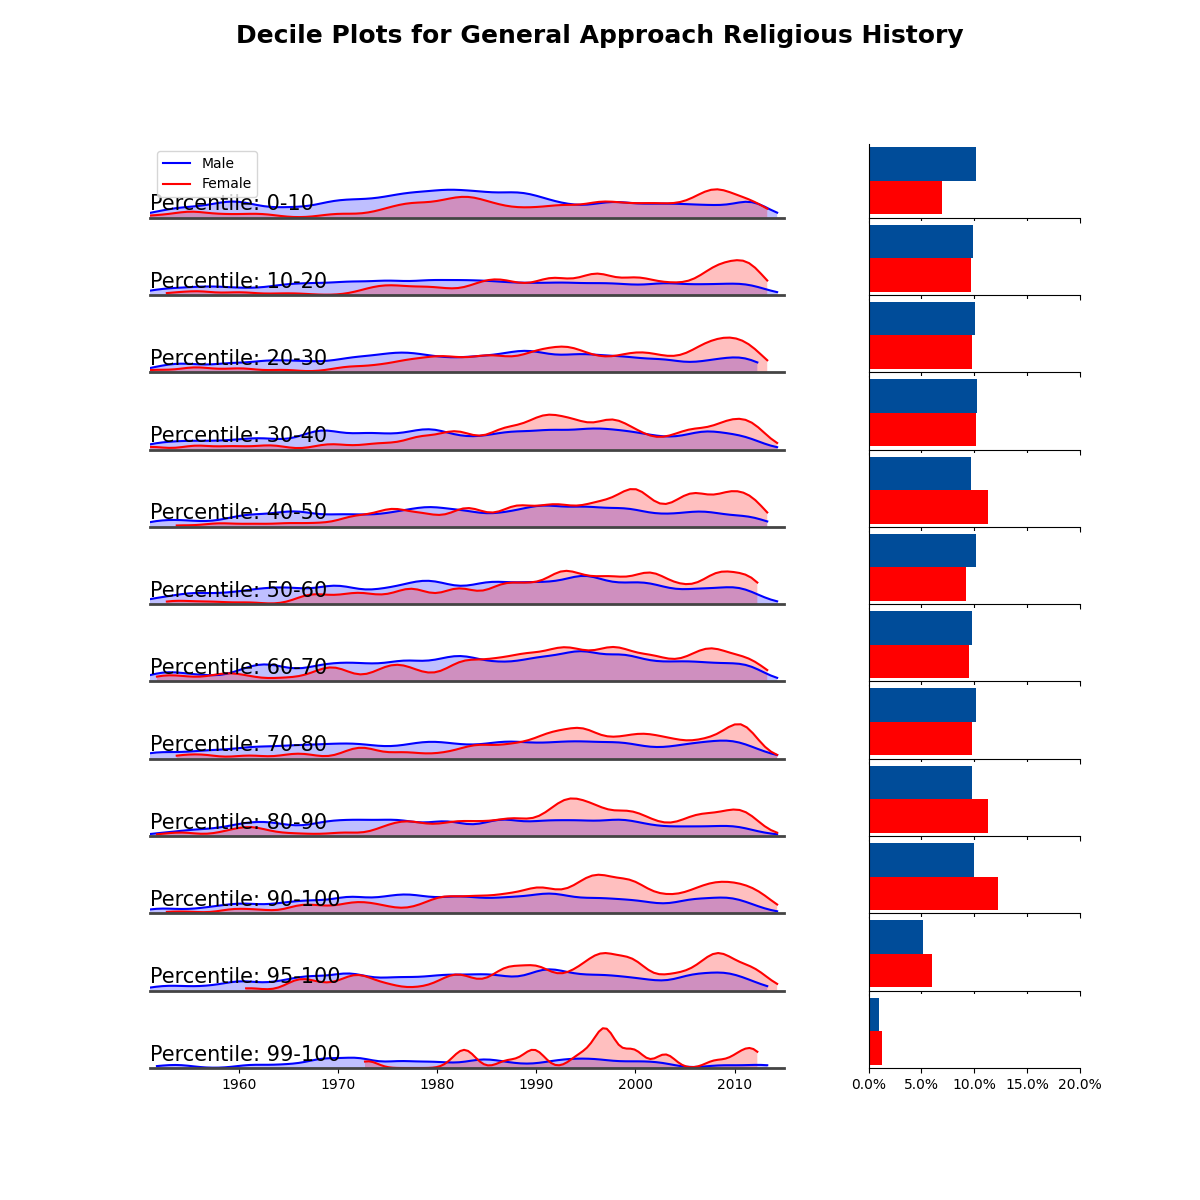 Decile Plots for General Approach Religious History
Male
Female
Percentile: 0-10
Percentile: 10-20
Percentile: 20-30
Percentile: 30-40
Percentile: 40-50
Percentile: 50-60
Percentile: 60-70
Percentile: 70-80
Percentile: 80-90
Percentile: 90-100
Percentile: 95-100
Percentile: 99-100
1960 1970 1980 1990 2000 2010
0.0% 5.0% 10.0% 15.0% 20.0%